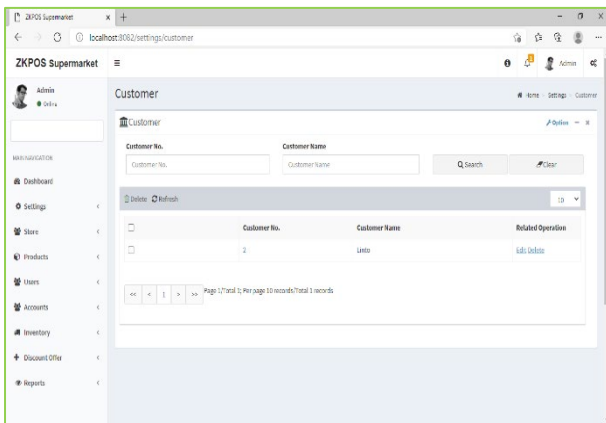 ZKPOS Supermarket
localhost:8062/settings/customer
ZKPOS Supermarket
Admin
Admin
Online
Customer
Home Settings Customer
Customer
Option
Customer No.
Customer Name
Customer No.
Customer Name
Search
Clear
MAIN NAVIGATION
Dashboard
Settings
Store
Products
Users
Accounts
Inventory
Discount Offer
Reports
Delete Refresh
10
Customer No.
Customer Name
Related Operation
2
Linto
Edit Delete
<< < 1 > >> Page 1/Total 1; Per page 10 records/Total 1 records